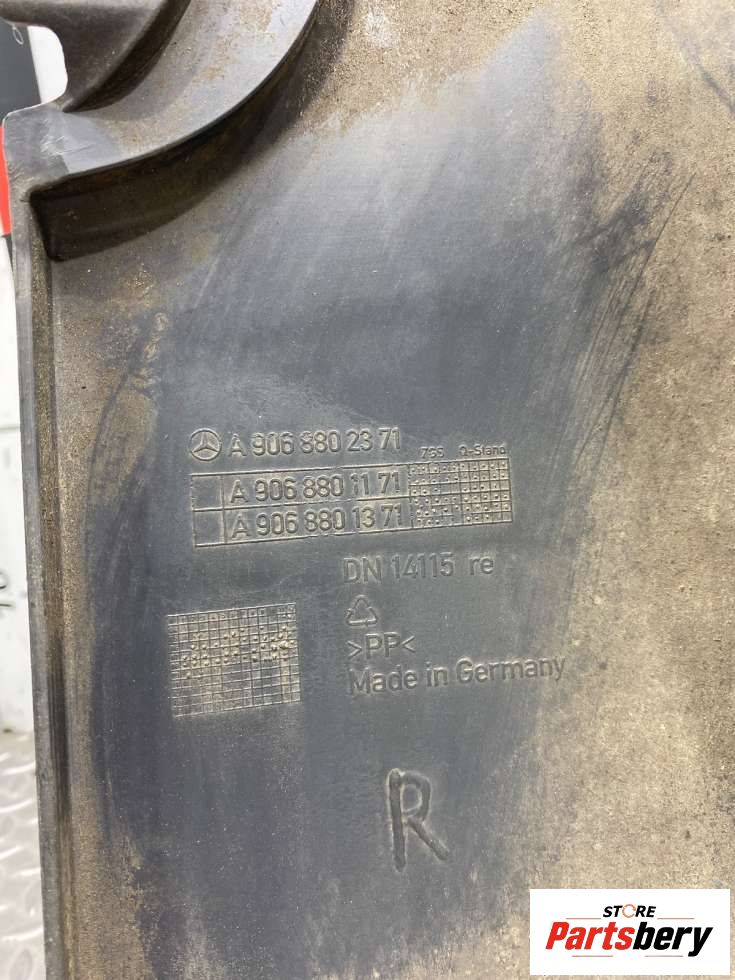 A 906 880 23 71
ZGS Q-Stand
A 906 880 11 71
A 906 880 13 71
DN 14115 re
>PP<
Made in Germany
R
STORE
Partsbery